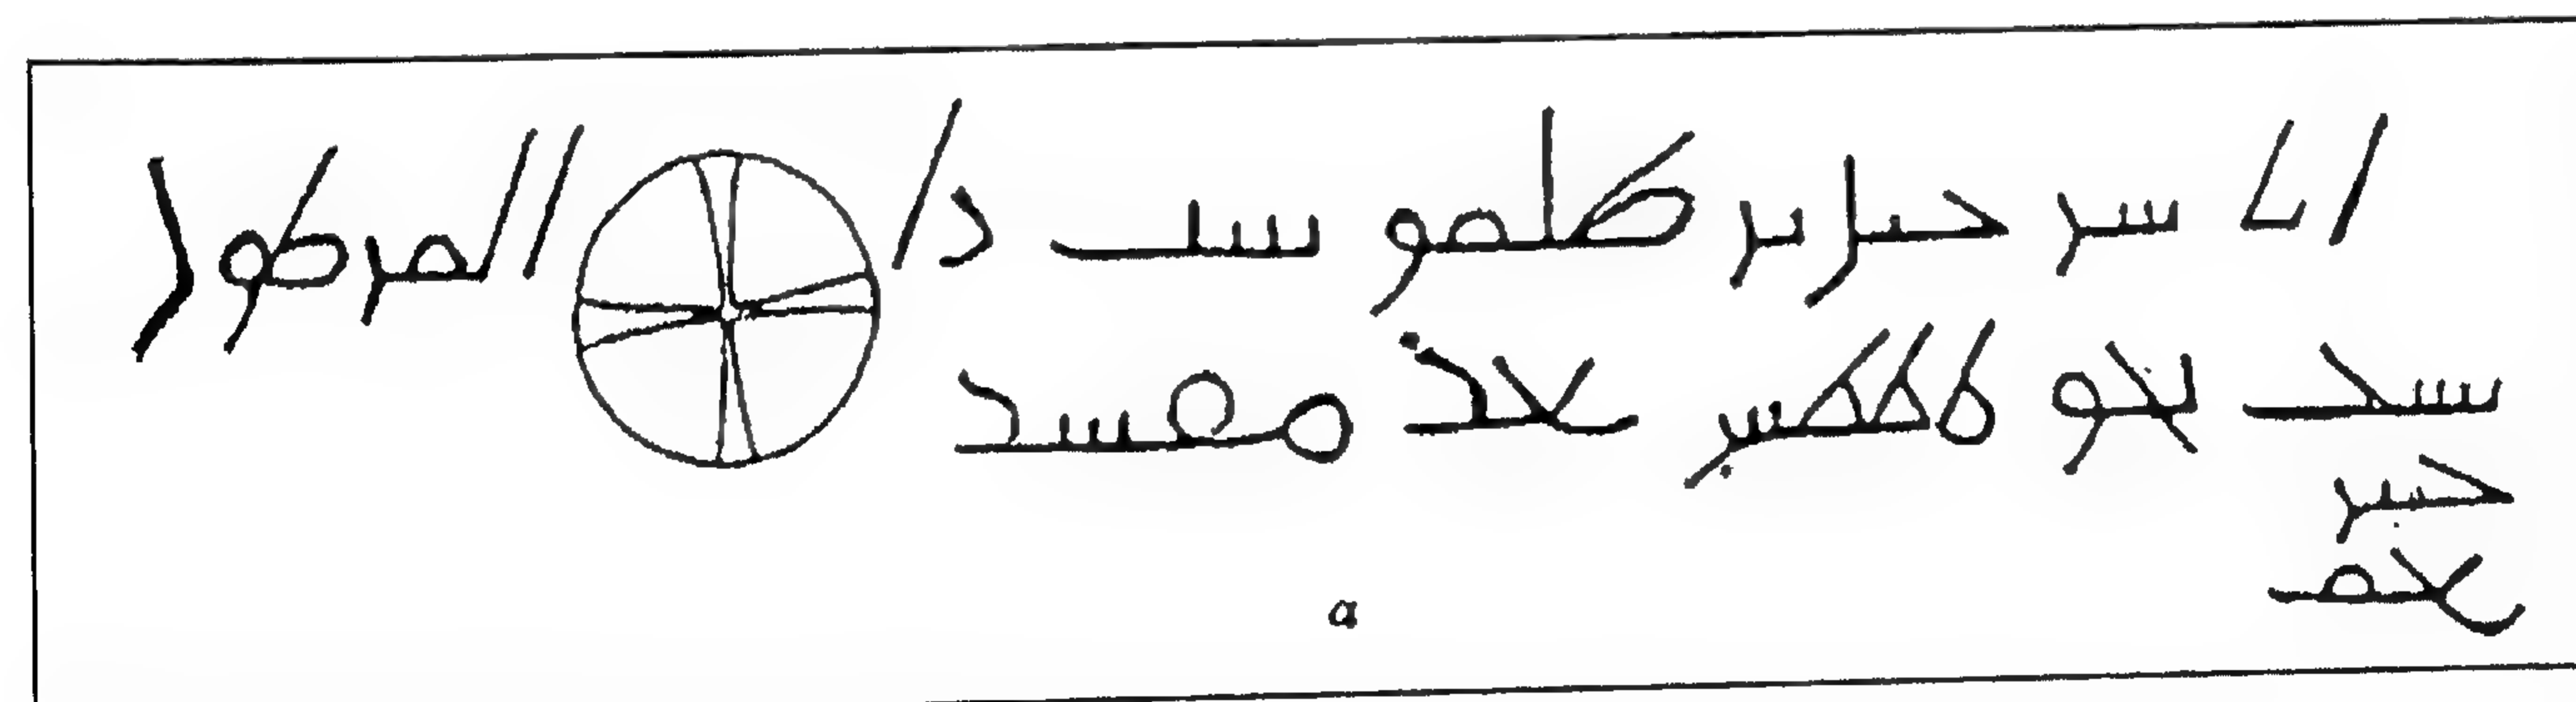 انا شرحيل بر ظلمو بنيت ذا المرطول
سنت بعد مفسد
خيبر
بعم